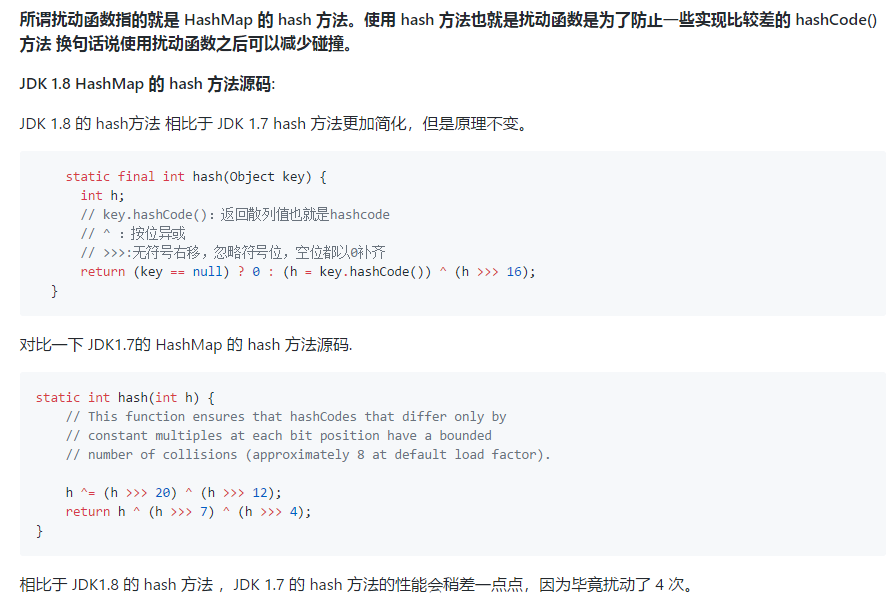 所谓扰动函数指的就是 HashMap 的 hash 方法。使用 hash 方法也就是扰动函数是为了防止一些实现比较差的 hashCode()
方法 换句话说使用扰动函数之后可以减少碰撞。
JDK 1.8 HashMap 的 hash 方法源码:
JDK 1.8 的 hash方法 相比于 JDK 1.7 hash 方法更加简化，但是原理不变。
static final int hash(Object key) {
int h;
// key.hashCode()：返回散列值也就是hashcode
// ^ ：按位异或
// >>>:无符号右移，忽略符号位，空位都以0补齐
return (key == null) ? 0 : (h = key.hashCode()) ^ (h >>> 16);
}
对比一下 JDK1.7的 HashMap 的 hash 方法源码.
static int hash(int h) {
// This function ensures that hashCodes that differ only by
// constant multiples at each bit position have a bounded
// number of collisions (approximately 8 at default load factor).
h ^= (h >>> 20) ^ (h >>> 12);
return h ^ (h >>> 7) ^ (h >>> 4);
}
相比于 JDK1.8 的 hash 方法 ，JDK 1.7 的 hash 方法的性能会稍差一点点，因为毕竟扰动了 4 次。